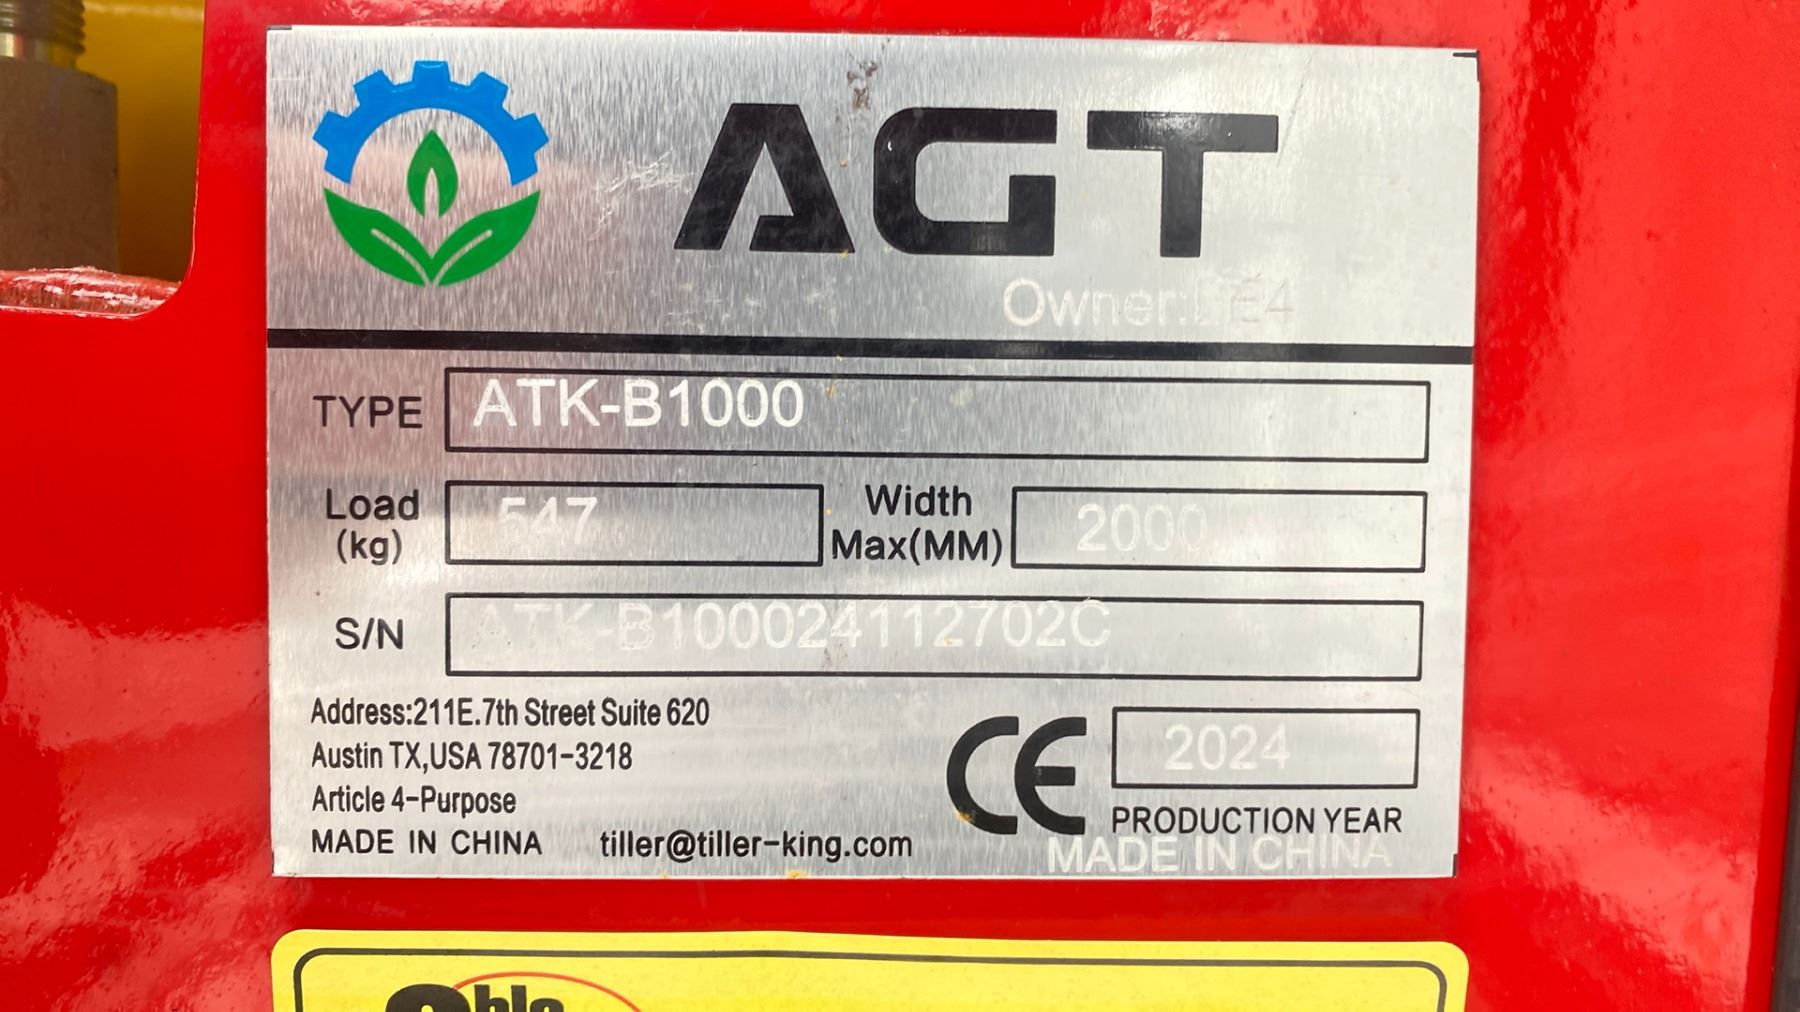 AGT
Owner:
TYPE ATK-B1000
Load (kg) 547 Width Max(MM) 2000
S/N ATK-B100024112702C
Address:211E.7th Street Suite 620
Austin TX,USA 78701-3218
Article 4-Purpose
MADE IN CHINA tiller@tiller-king.com
CE 2024
PRODUCTION YEAR
MADE IN CHINA